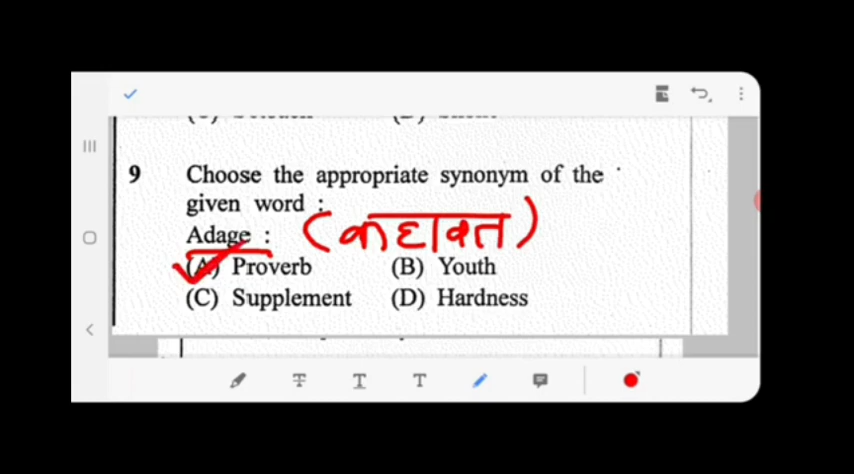 9 Choose the appropriate synonym of the
given word :
Adage : (कहावत)
(A) Proverb (B) Youth
(C) Supplement (D) Hardness